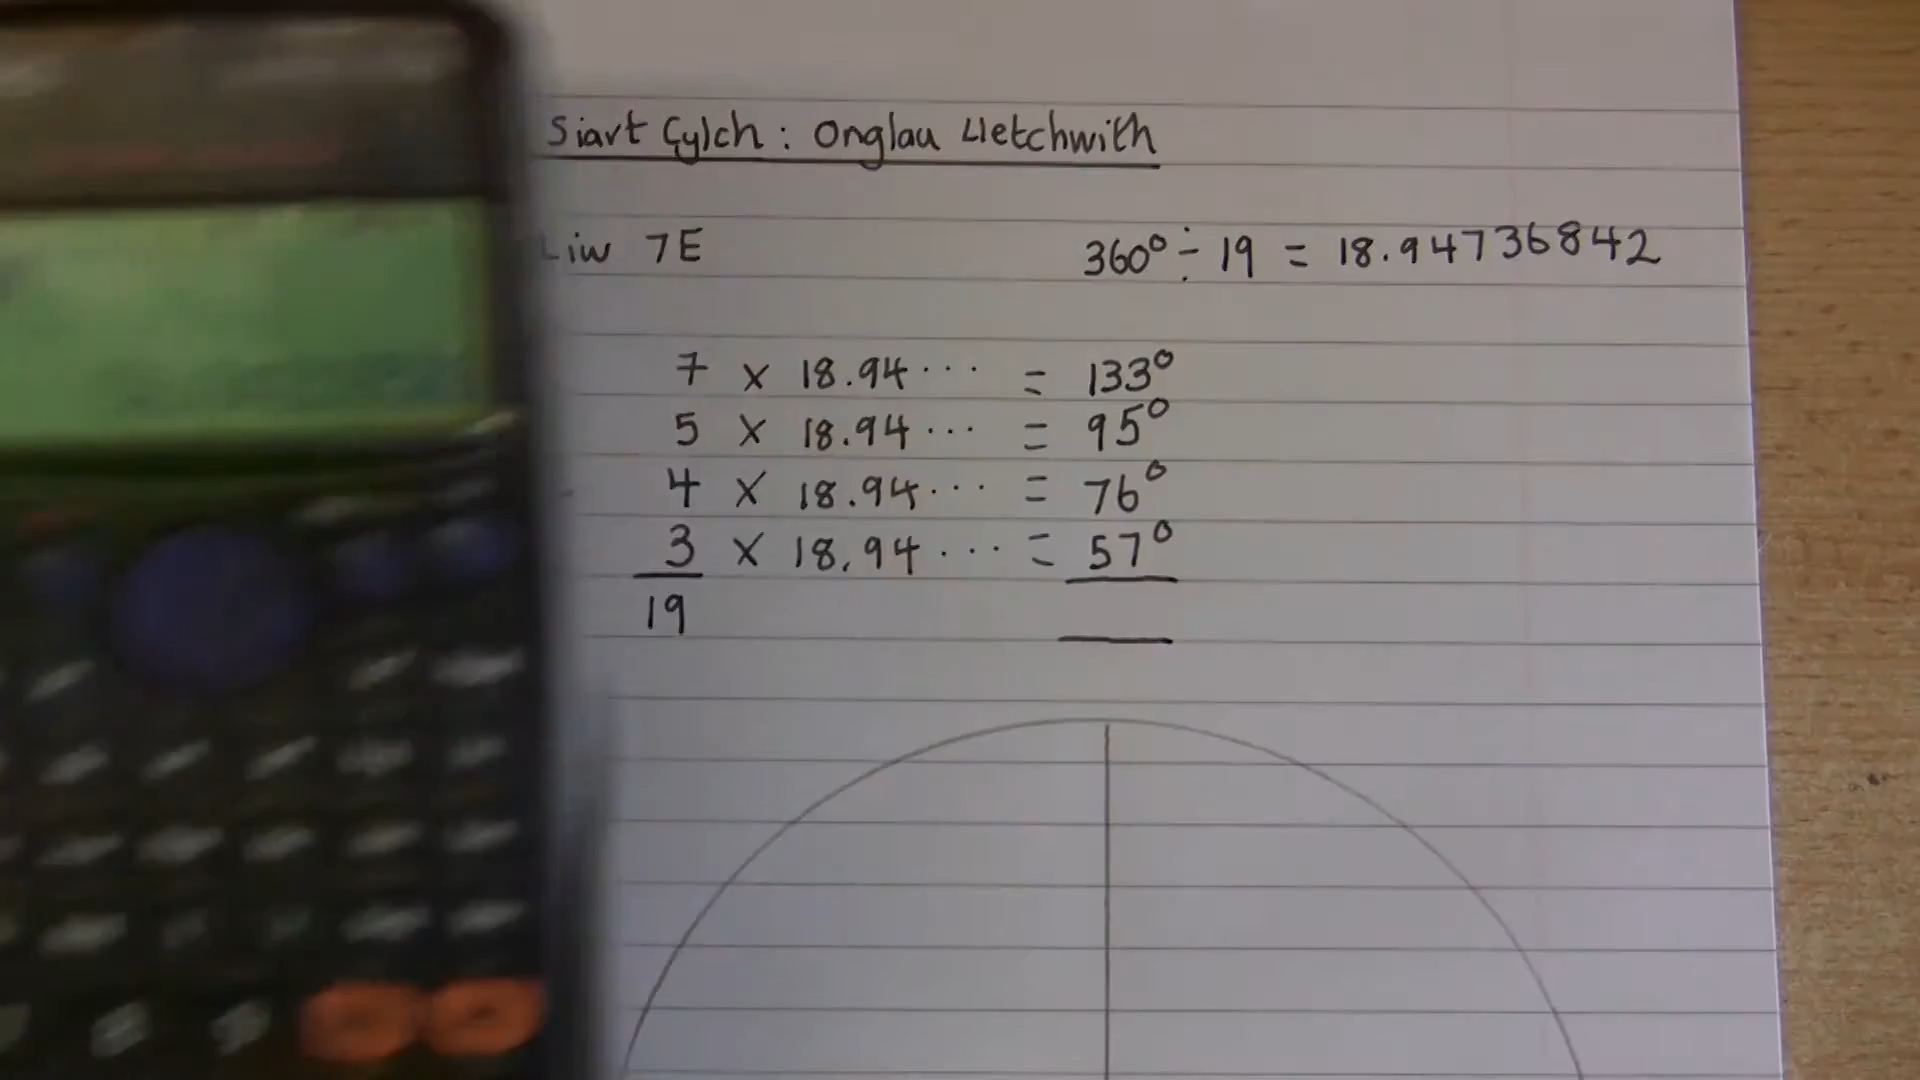 Siart Cylch : Onglau Lletchwith
Liw 7E
360° ÷ 19 = 18.94736842
7 × 18.94 ... = 133°
5 × 18.94 ... = 95°
4 × 18.94 ... = 76°
3 × 18.94 ... = 57°
19